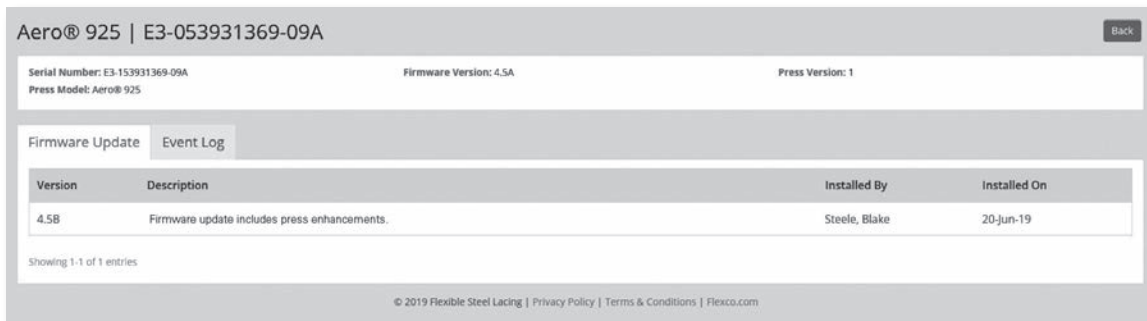 Aero® 925 | E3-053931369-09A
Back
Serial Number: E3-153931369-09A
Firmware Version: 4.5A
Press Version: 1
Press Model: Aero® 925
Firmware Update
Event Log
Version Description Installed By Installed On
4.5B Firmware update includes press enhancements. Steele, Blake 20-Jun-19
Showing 1-1 of 1 entries
© 2019 Flexible Steel Lacing | Privacy Policy | Terms & Conditions | Flexco.com